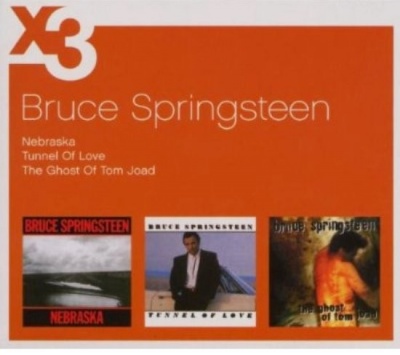 x3
Bruce Springsteen
Nebraska
Tunnel Of Love
The Ghost Of Tom Joad
BRUCE SPRINGSTEEN
NEBRASKA
BRUCE SPRINGSTEEN
TUNNEL OF LOVE
bruce springsteen
The ghost
of tom joad